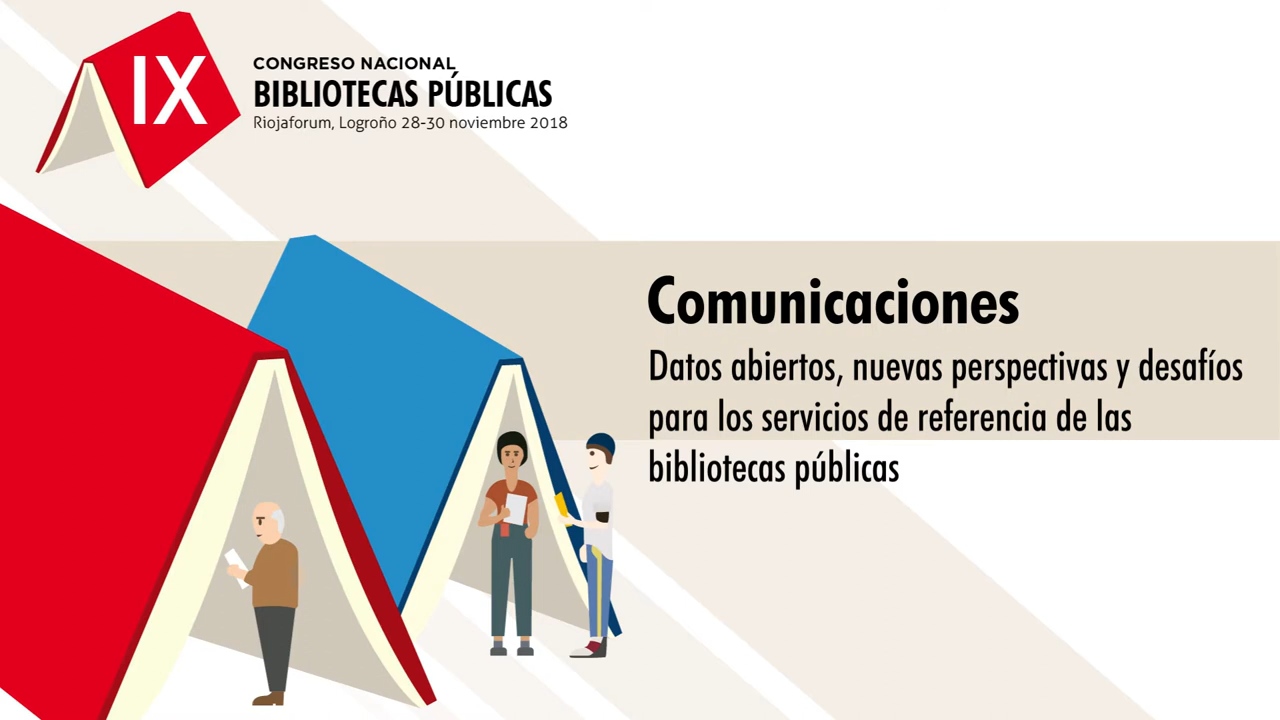 IX
CONGRESO NACIONAL
BIBLIOTECAS PÚBLICAS
Riojaforum, Logroño 28-30 noviembre 2018
Comunicaciones
Datos abiertos, nuevas perspectivas y desafíos
para los servicios de referencia de las
bibliotecas públicas